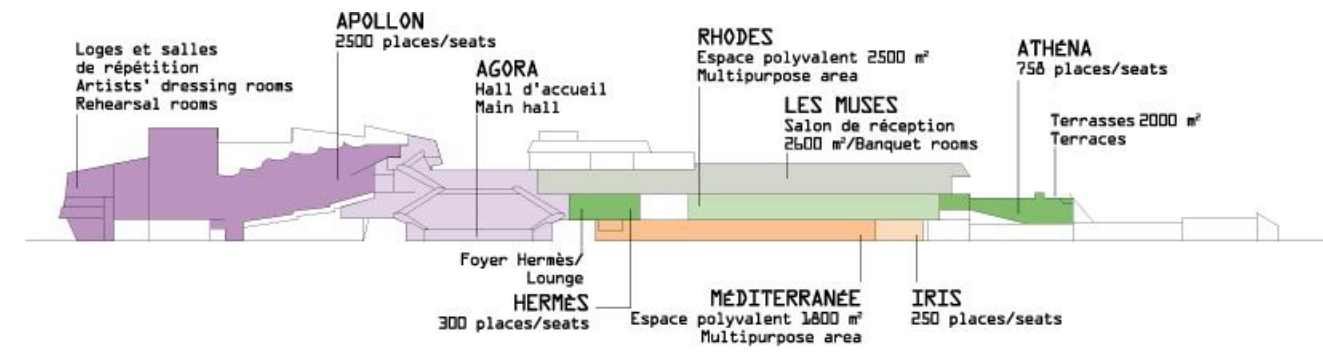 Loges et salles
de répétition
Artists' dressing rooms
Rehearsal rooms
APOLLON
2500 places/seats
AGORA
Hall d'accueil
Main hall
RHODES
Espace polyvalent 2500 m²
Multipurpose area
LES MUSES
Salon de réception
2600 m²/Banquet rooms
ATHÉNA
758 places/seats
Terrasses 2000 m²
Terraces
Foyer Hermès/
Lounge
HERMÈS
300 places/seats
MÉDITERRANÉE
Espace polyvalent 1800 m²
Multipurpose area
IRIS
250 places/seats